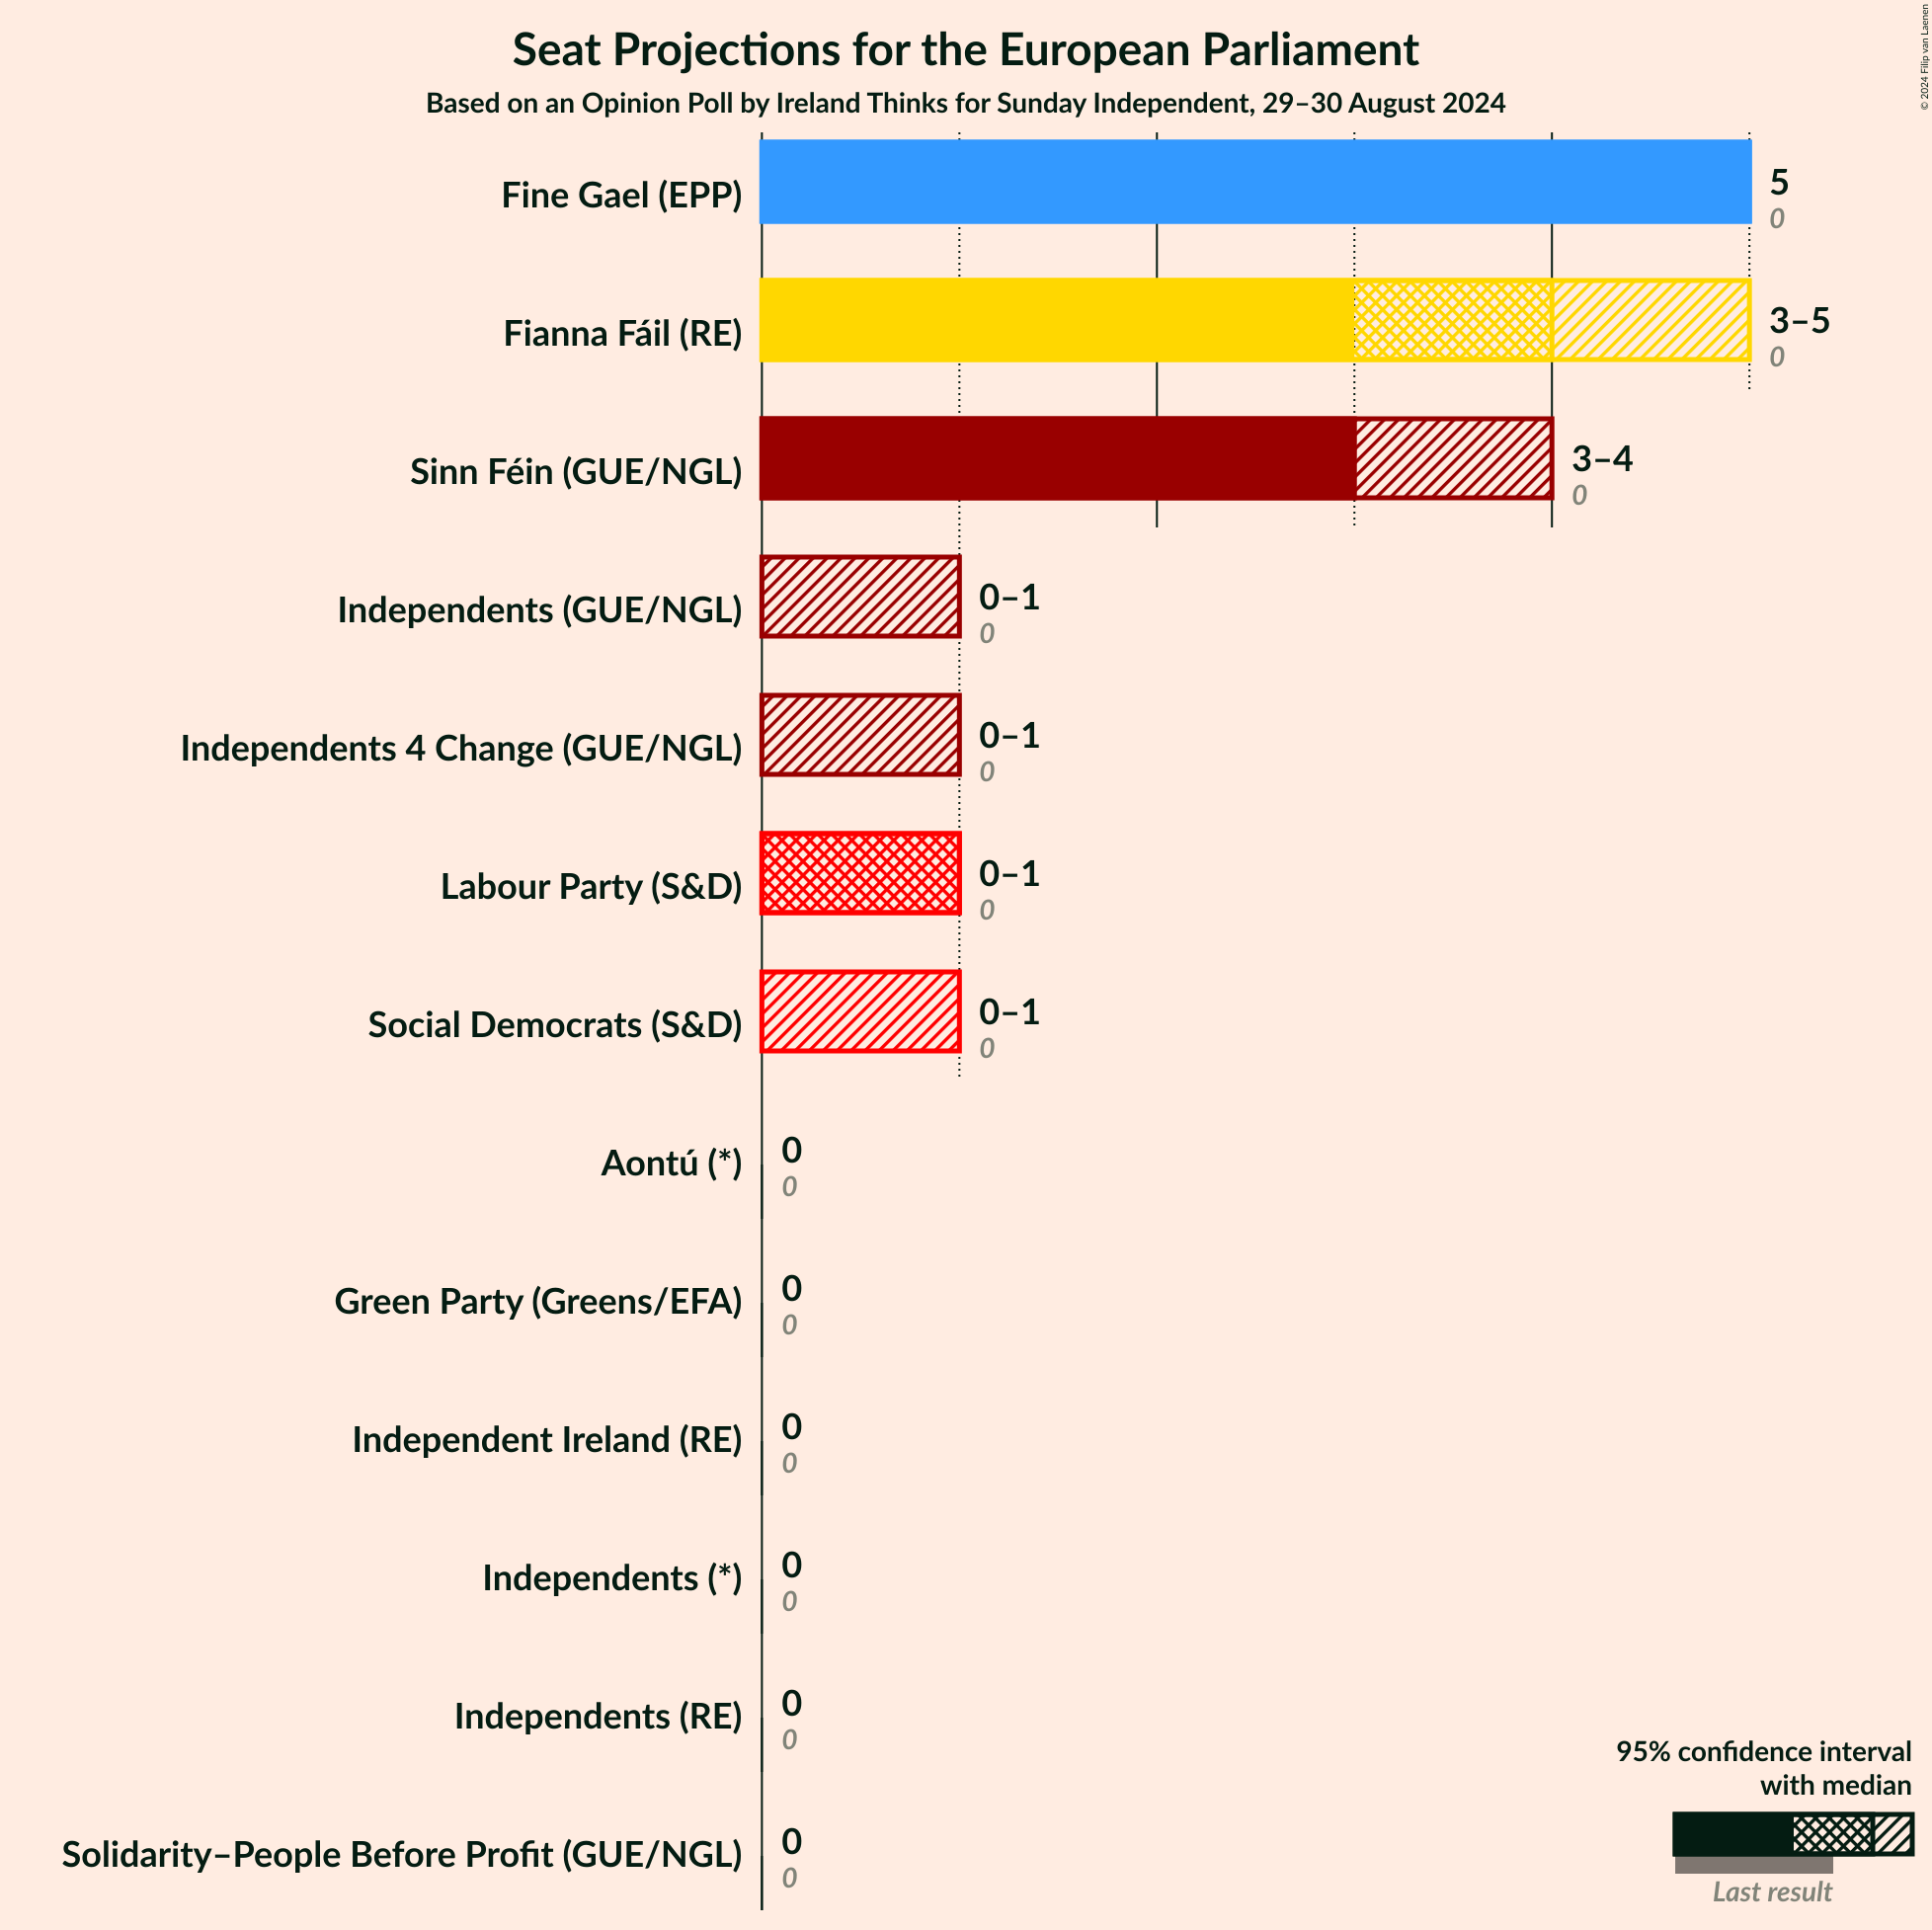 Seat Projections for the European Parliament
Based on an Opinion Poll by Ireland Thinks for Sunday Independent, 29–30 August 2024
© 2024 Filip van Laenen
Fine Gael (EPP)
5
0
Fianna Fáil (RE)
3–5
0
Sinn Féin (GUE/NGL)
3–4
0
Independents (GUE/NGL)
0–1
0
Independents 4 Change (GUE/NGL)
0–1
0
Labour Party (S&D)
0–1
0
Social Democrats (S&D)
0–1
0
Aontú (*)
0
0
Green Party (Greens/EFA)
0
0
Independent Ireland (RE)
0
0
Independents (*)
0
0
Independents (RE)
0
0
Solidarity–People Before Profit (GUE/NGL)
0
0
95% confidence interval
with median
Last result